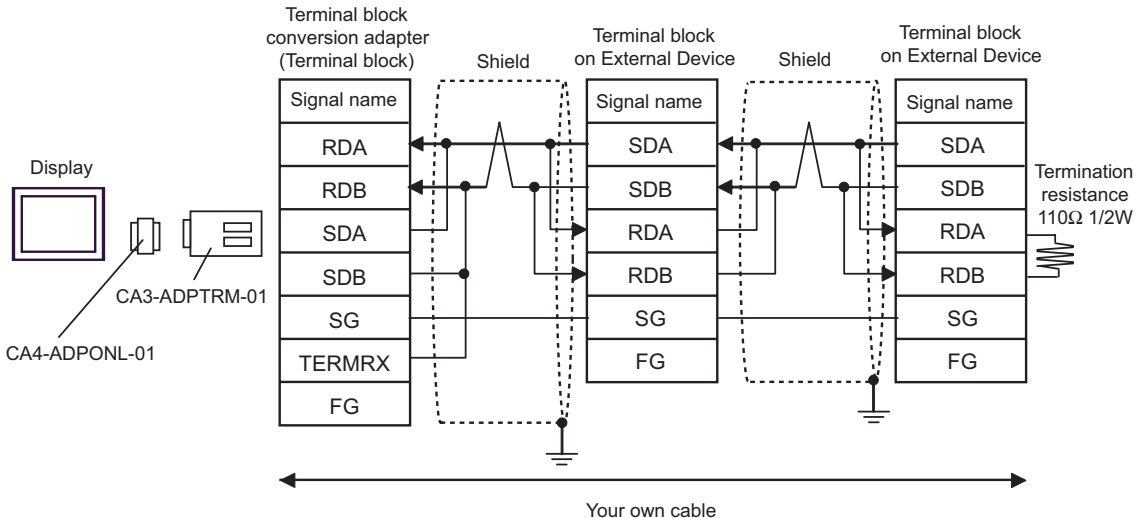 Display
CA4-ADPONL-01
CA3-ADPTRM-01
Terminal block
conversion adapter
(Terminal block)
Signal name
RDA
RDB
SDA
SDB
SG
TERMRX
FG
Shield
Terminal block
on External Device
Signal name
SDA
SDB
RDA
RDB
SG
FG
Shield
Terminal block
on External Device
Signal name
SDA
SDB
RDA
RDB
SG
FG
Termination
resistance
110Ω 1/2W
Your own cable